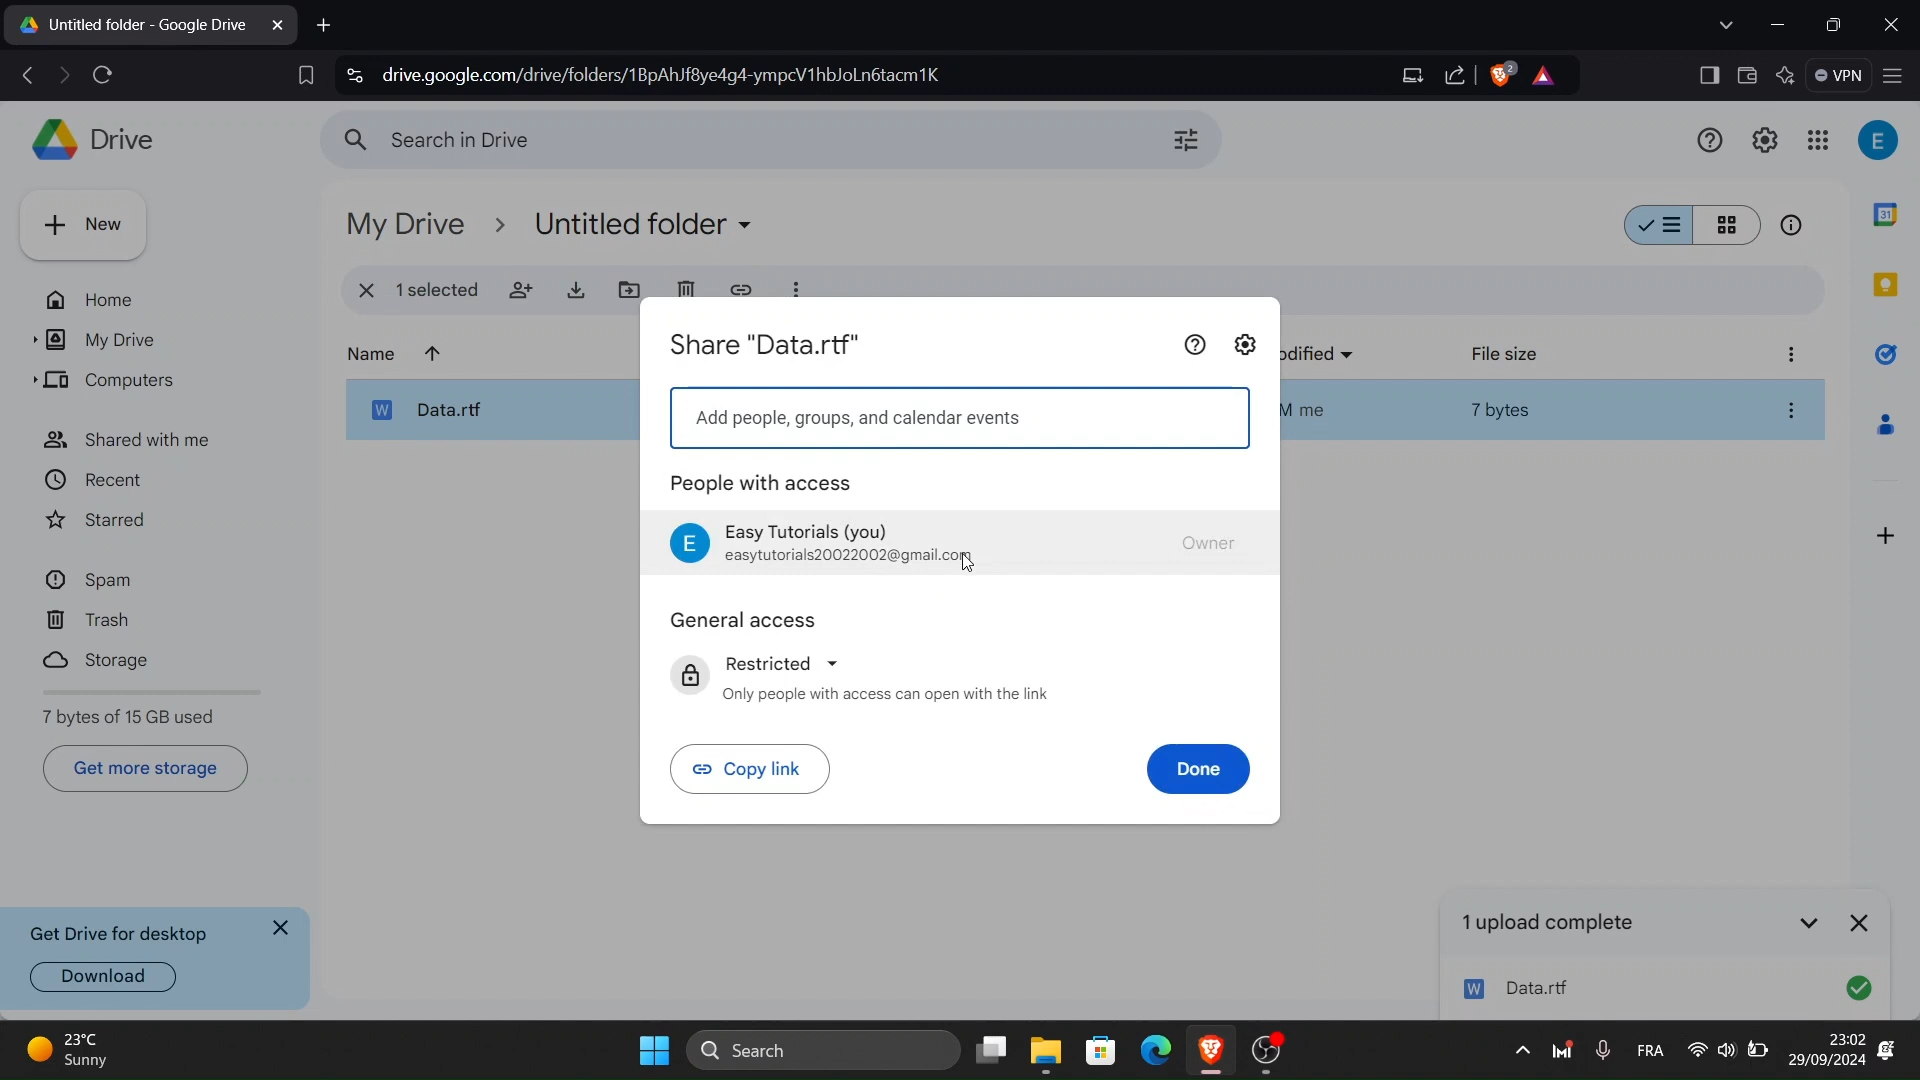 Untitled folder - Google Drive
drive.google.com/drive/folders/1BpAhJf8ye4g4-ympcV1hbJoLn6tacm1K
2
VPN
Drive
Search in Drive
E
New
My Drive > Untitled folder
31
1 selected
Home
My Drive
Computers
Shared with me
Recent
Starred
Spam
Trash
Storage
7 bytes of 15 GB used
Get more storage
Name
odified
File size
W Data.rtf
M me
7 bytes
Share "Data.rtf"
Add people, groups, and calendar events
People with access
E
Easy Tutorials (you)
easytutorials20022002@gmail.com
Owner
General access
Restricted
Only people with access can open with the link
Copy link
Done
Get Drive for desktop
Download
1 upload complete
W Data.rtf
23°C
Sunny
Search
FRA
23:02
29/09/2024